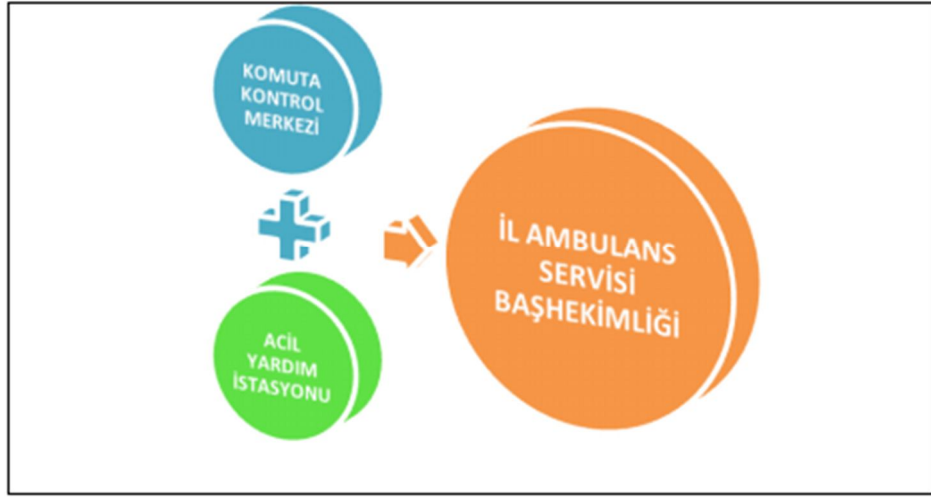 KOMUTA
KONTROL
MERKEZİ
ACİL
YARDIM
İSTASYONU
İL AMBULANS
SERVİSİ
BAŞHEKİMLİĞİ